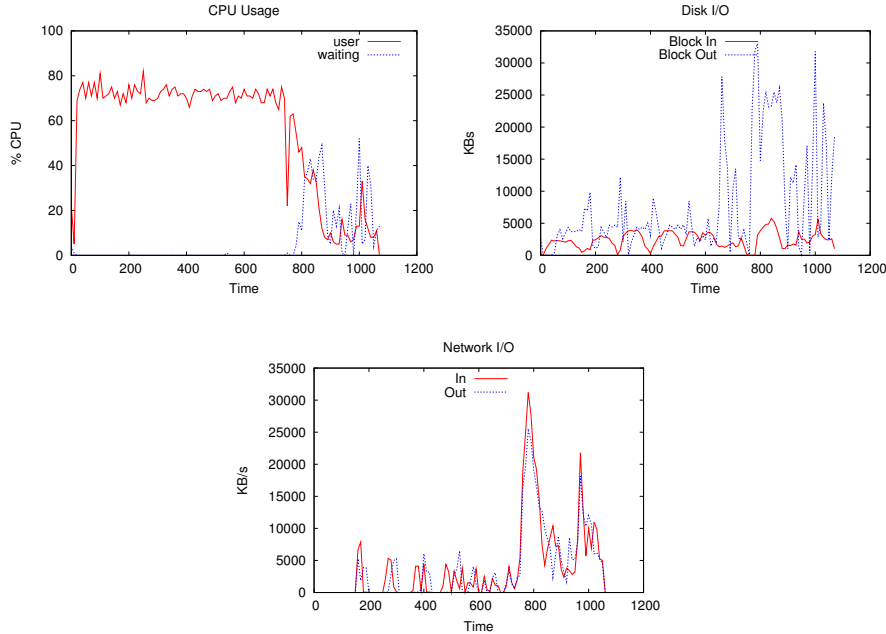 CPU Usage
100
80
60
40
20
0
% CPU
user
waiting
0 200 400 600 800 1000 1200
Time
Disk I/O
35000
30000
25000
20000
15000
10000
5000
0
KBs
Block In
Block Out
0 200 400 600 800 1000 1200
Time
Network I/O
35000
30000
25000
20000
15000
10000
5000
0
KB/s
In
Out
0 200 400 600 800 1000 1200
Time